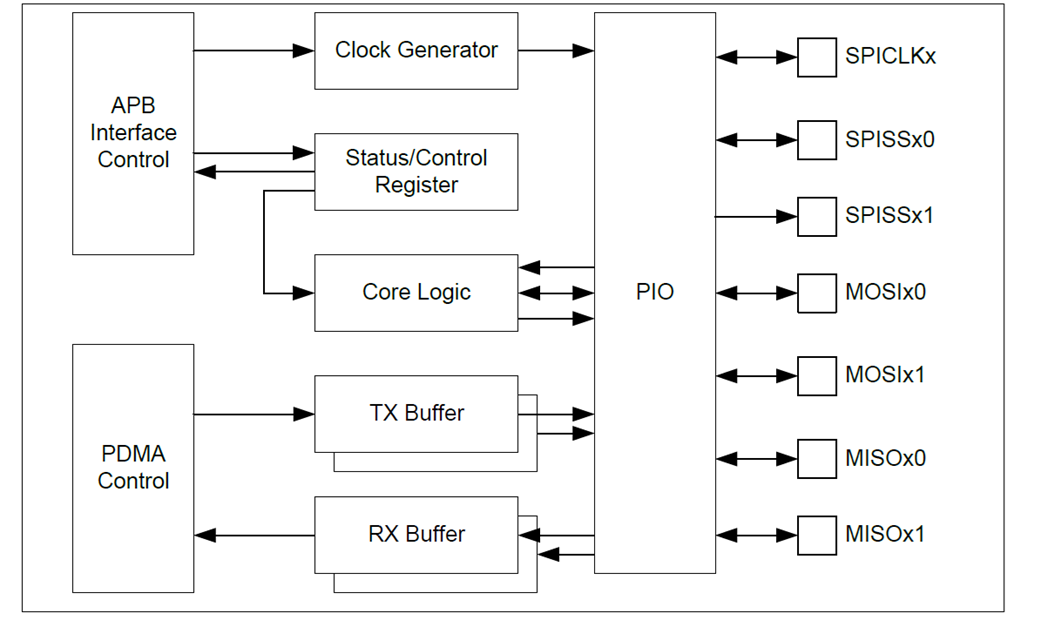 APB
Interface
Control
Clock Generator
Status/Control
Register
Core Logic
PDMA
Control
TX Buffer
RX Buffer
PIO
SPICLKx
SPISSx0
SPISSx1
MOSIx0
MOSIx1
MISOx0
MISOx1